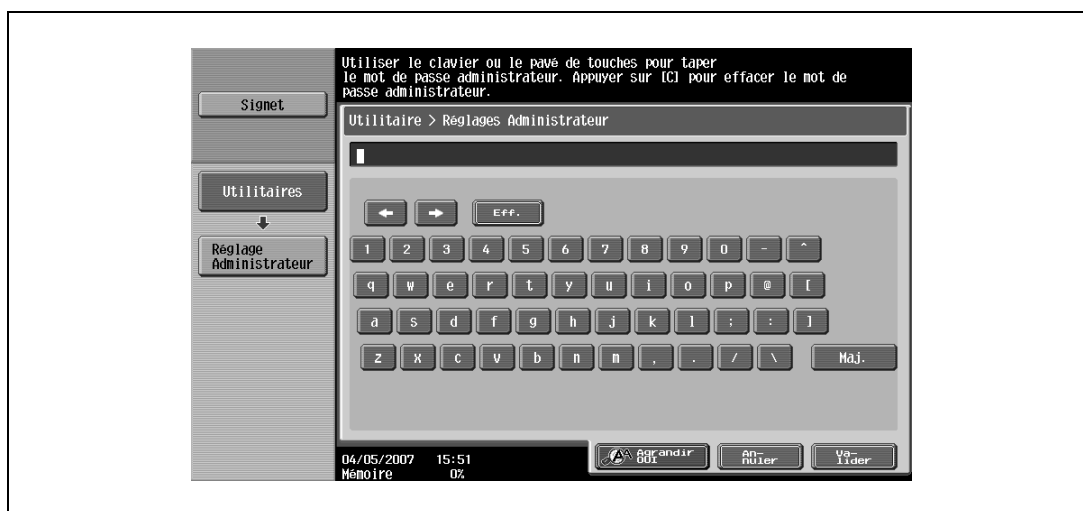 Utiliser le clavier ou le pavé de touches pour taper
le mot de passe administrateur. Appuyer sur [C] pour effacer le mot de
passe administrateur.
Signet
Utilitaire > Réglages Administrateur
Utilitaires
Réglage
Administrateur
Eff.
1 2 3 4 5 6 7 8 9 0 - ^
q w e r t y u i o p @ [
a s d f g h j k l ; : ]
z x c v b n m , . / \ Maj.
Agrandir
OUI
An-
nuler
Va-
lider
04/05/2007 15:51
Mémoire 0%